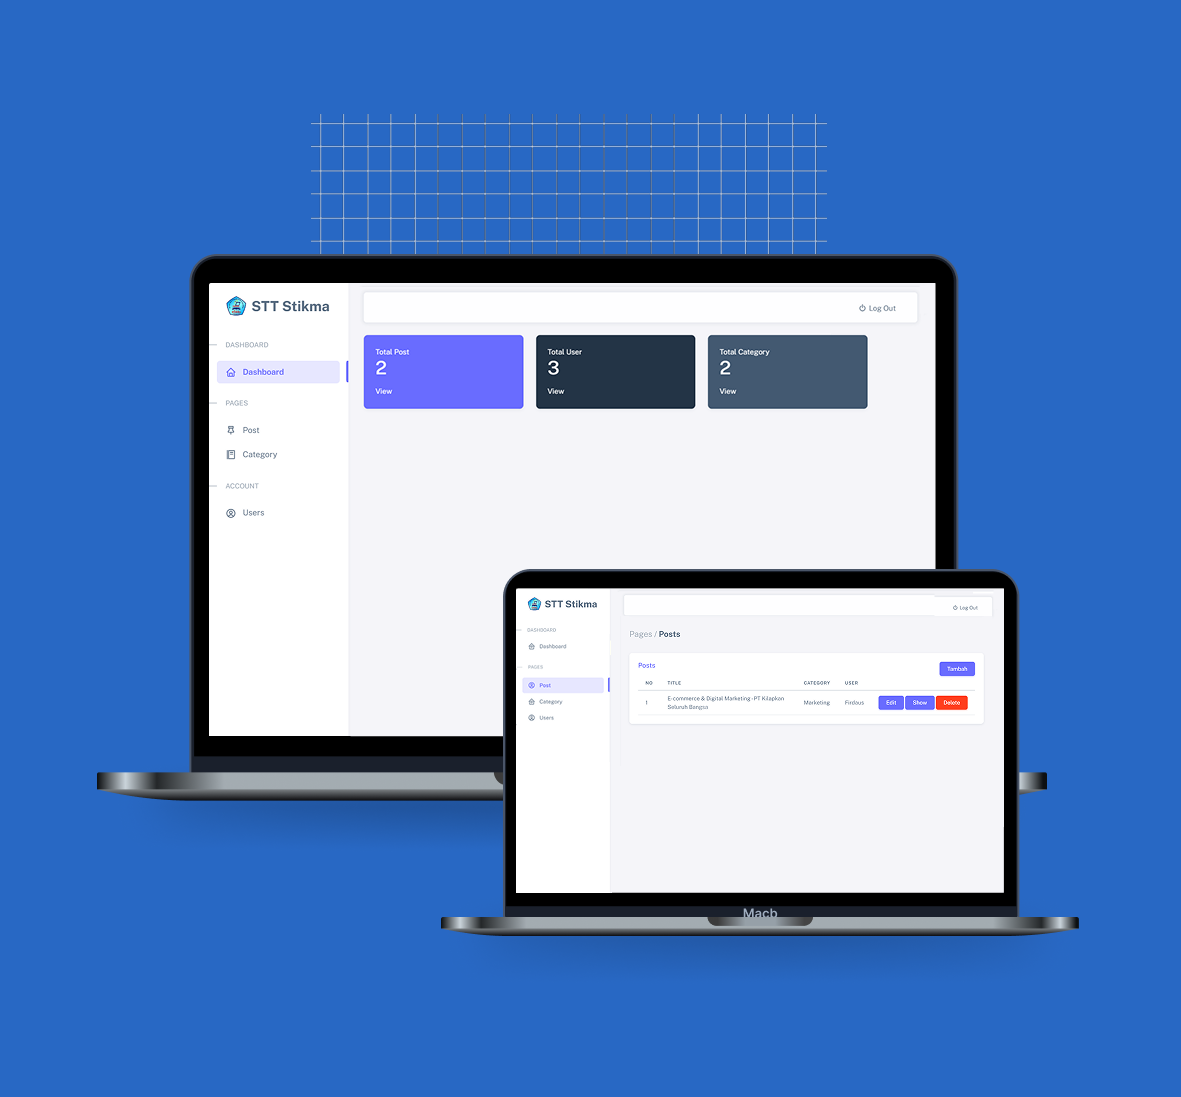 STT Stikma
Log Out
DASHBOARD
Dashboard
PAGES
Post
Category
ACCOUNT
Users
Total Post
2
View
Total User
3
View
Total Category
2
View
STT Stikma
Log Out
DASHBOARD
Dashboard
PAGES
Post
Category
Users
Pages / Posts
Posts
Tambah
NO TITLE CATEGORY USER
1 E-commerce & Digital Marketing -PT Kilapkan Marketing Firdaus Edit Show Delete
Seluruh Bangsa
Macb